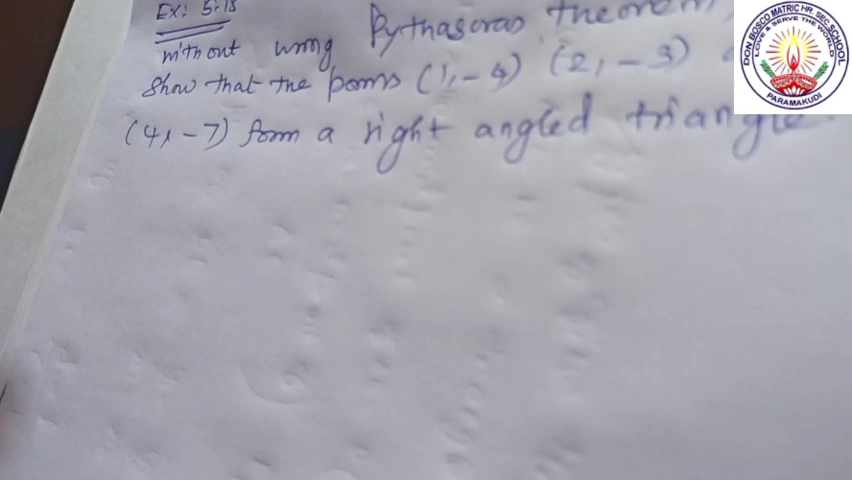 Ex: 5.18
without using Pythagoras theorem,
Show that the points (1, -4) (2, -3)
(4, -7) form a right angled triangle.
DON BOSCO MATRIC HR. SEC. SCHOOL
LOVE & SERVE THE WORLD
PARAMAKUDI